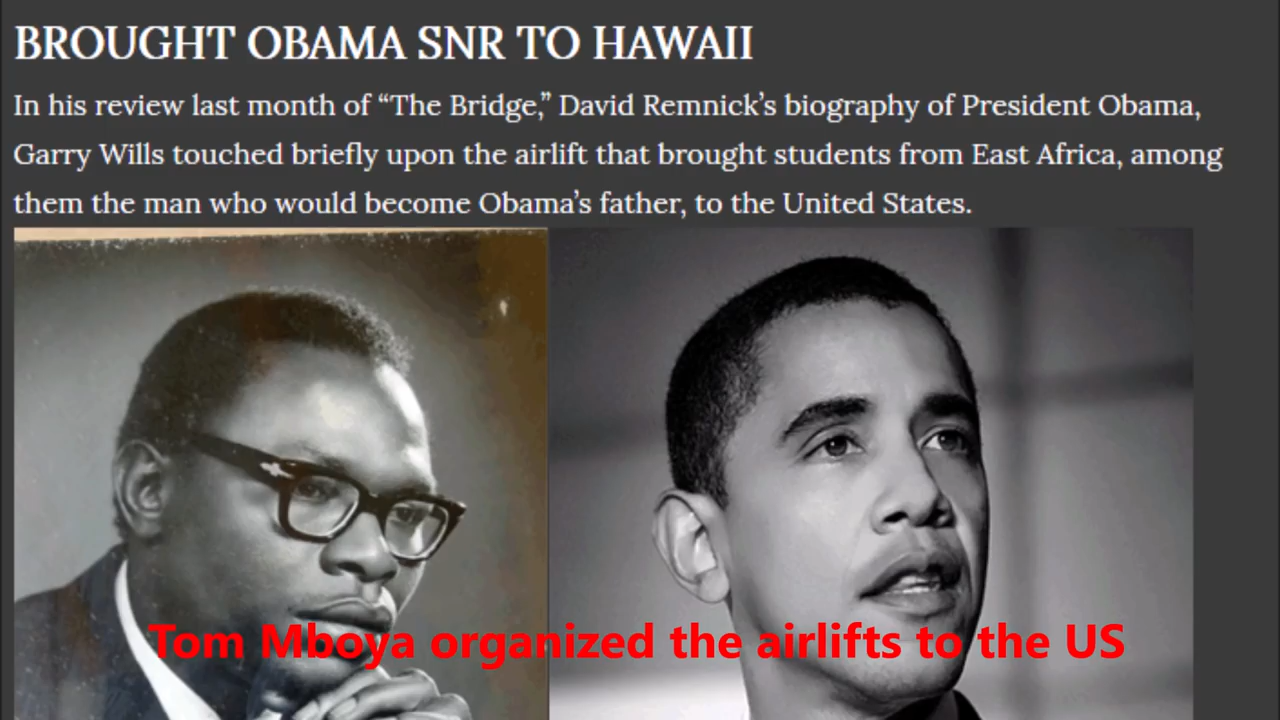 BROUGHT OBAMA SNR TO HAWAII
In his review last month of “The Bridge,” David Remnick’s biography of President Obama,
Garry Wills touched briefly upon the airlift that brought students from East Africa, among
them the man who would become Obama’s father, to the United States.
Tom Mboya organized the airlifts to the US